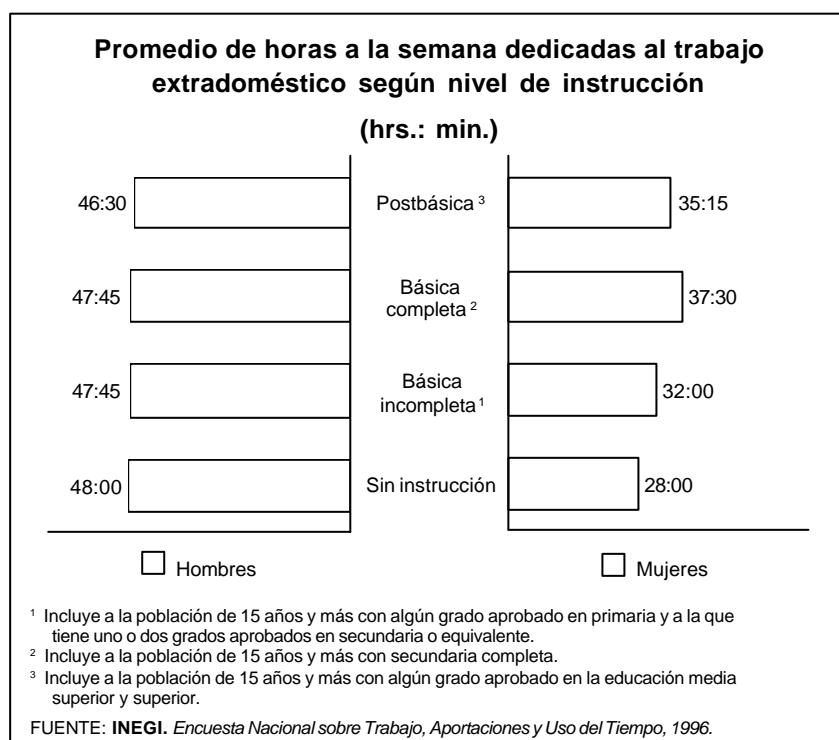 Promedio de horas a la semana dedicadas al trabajo
extradoméstico según nivel de instrucción
(hrs.: min.)
46:30 Postbásica ³ 35:15
47:45 Básica completa ² 37:30
47:45 Básica incompleta ¹ 32:00
48:00 Sin instrucción 28:00
Hombres Mujeres
¹ Incluye a la población de 15 años y más con algún grado aprobado en primaria y a la que
tiene uno o dos grados aprobados en secundaria o equivalente.
² Incluye a la población de 15 años y más con secundaria completa.
³ Incluye a la población de 15 años y más con algún grado aprobado en la educación media
superior y superior.
FUENTE: INEGI. Encuesta Nacional sobre Trabajo, Aportaciones y Uso del Tiempo, 1996.